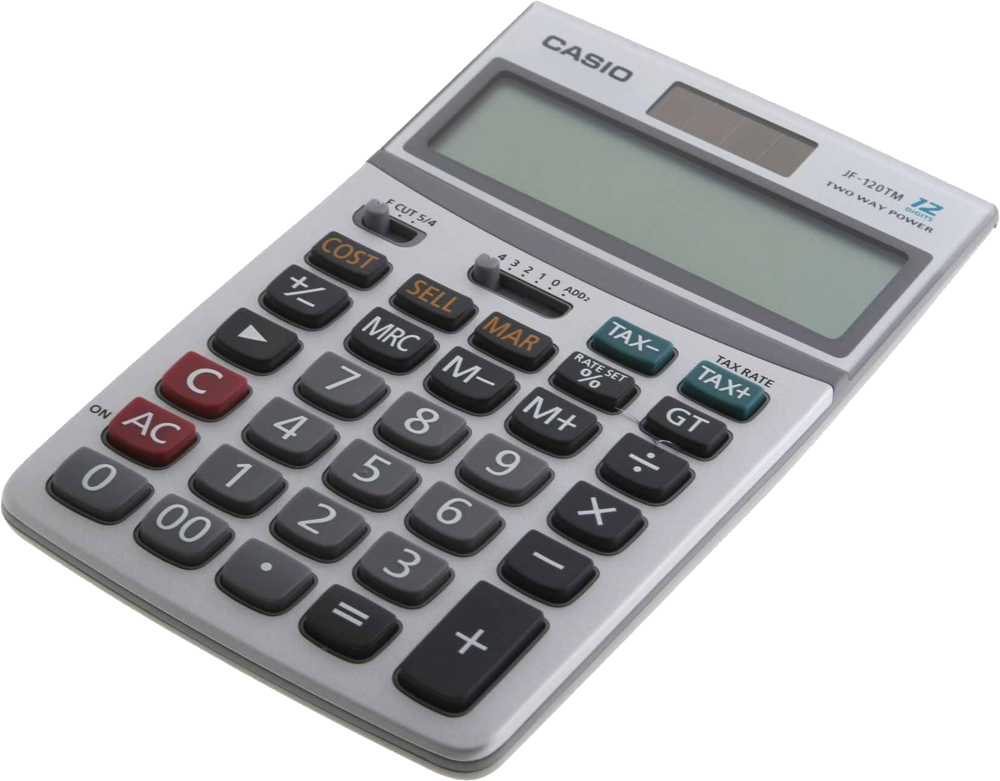 CASIO
JF-120TM
12
DIGITS
TWO WAY POWER
F CUT 5/4
4 3 2 1 0 ADD2
COST
SELL
MAR
TAX−
TAX RATE
TAX+
+/−
MRC
M−
RATE SET
%
M+
GT
▶
7
8
9
÷
C
4
5
6
×
ON
AC
1
2
3
−
0
00
.
=
+